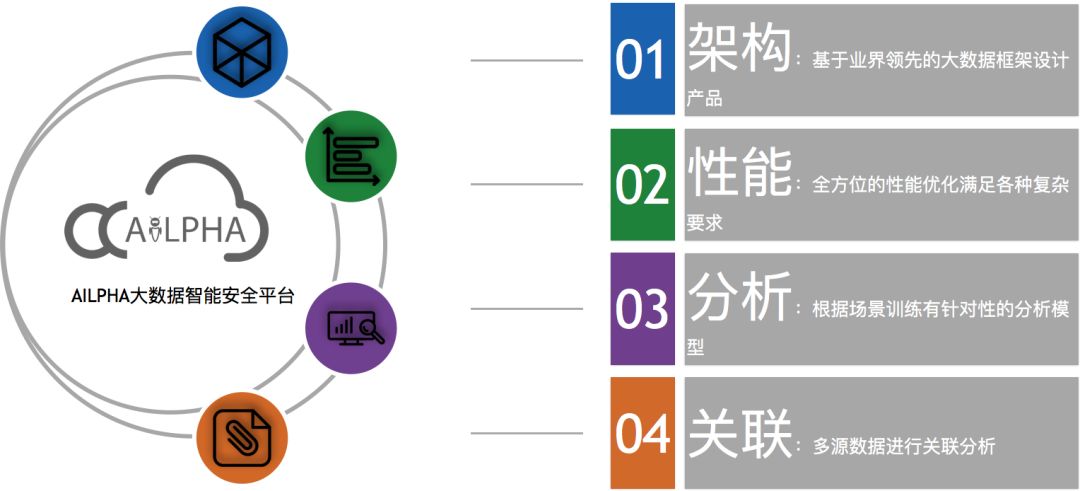 AiLPHA
AILPHA大数据智能安全平台
01
架构：基于业界领先的大数据框架设计
产品
02
性能：全方位的性能优化满足各种复杂
要求
03
分析：根据场景训练有针对性的分析模
型
04
关联：多源数据进行关联分析